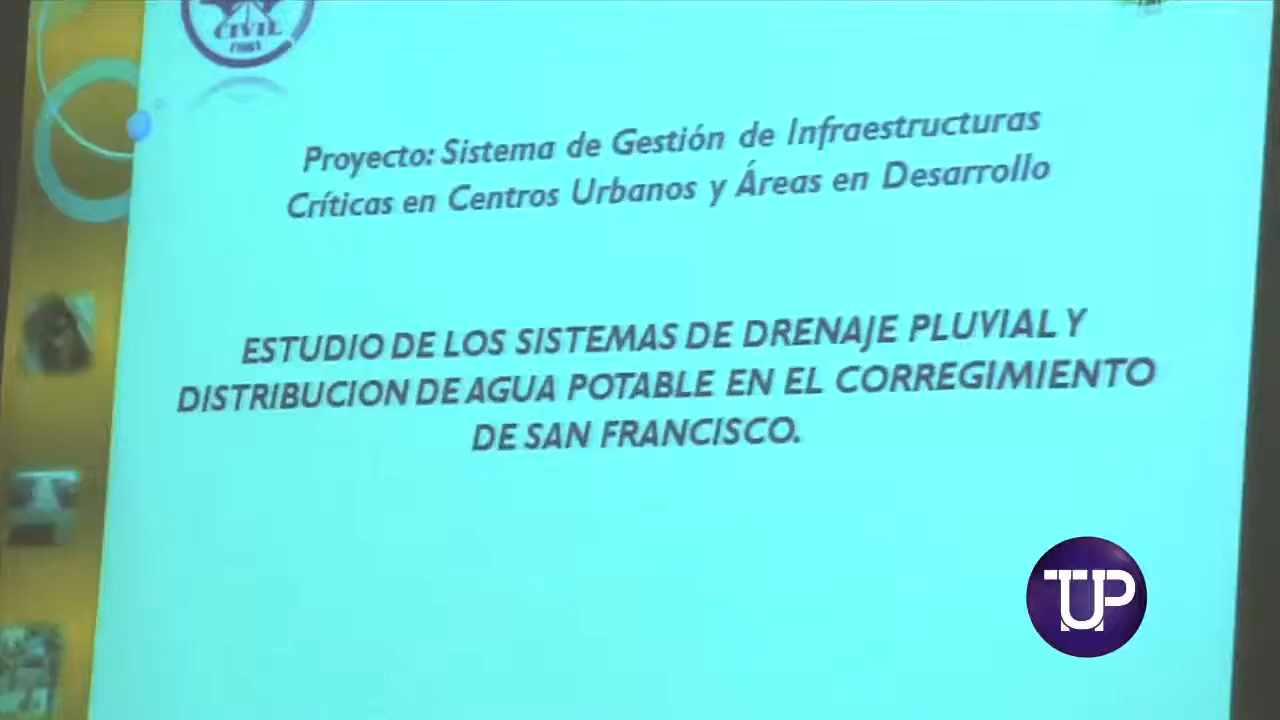 CIVIL
Proyecto: Sistema de Gestión de Infraestructuras
Críticas en Centros Urbanos y Áreas en Desarrollo
ESTUDIO DE LOS SISTEMAS DE DRENAJE PLUVIAL Y
DISTRIBUCION DE AGUA POTABLE EN EL CORREGIMIENTO
DE SAN FRANCISCO.
TUP